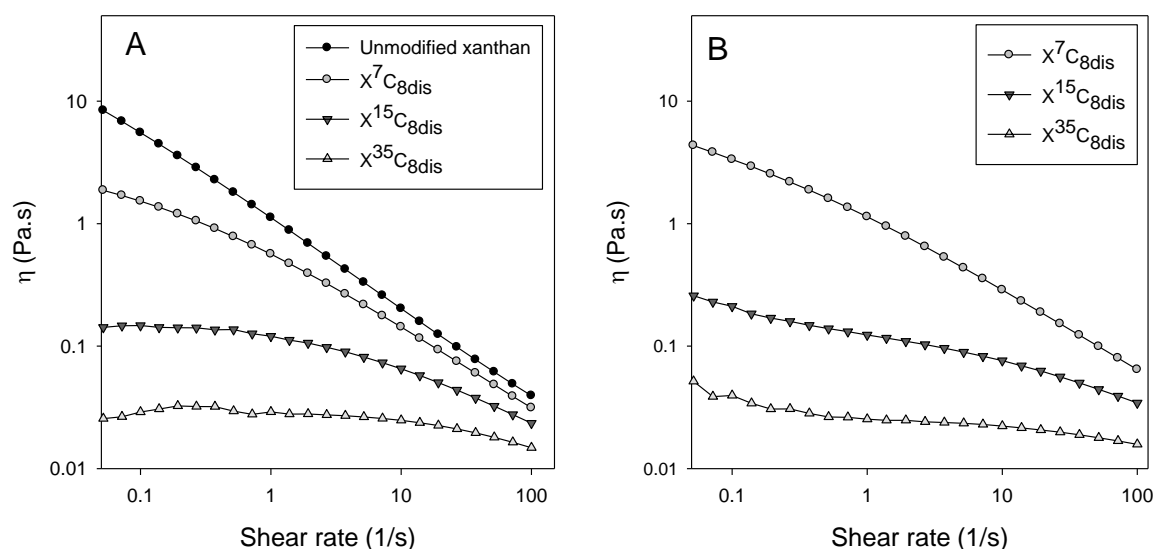 A
Unmodified xanthan
X⁷C₈dis
X¹⁵C₈dis
X³⁵C₈dis
10
1
0.1
0.01
η (Pa.s)
0.1
1
10
100
Shear rate (1/s)
B
X⁷C₈dis
X¹⁵C₈dis
X³⁵C₈dis
10
1
0.1
0.01
η (Pa.s)
0.1
1
10
100
Shear rate (1/s)